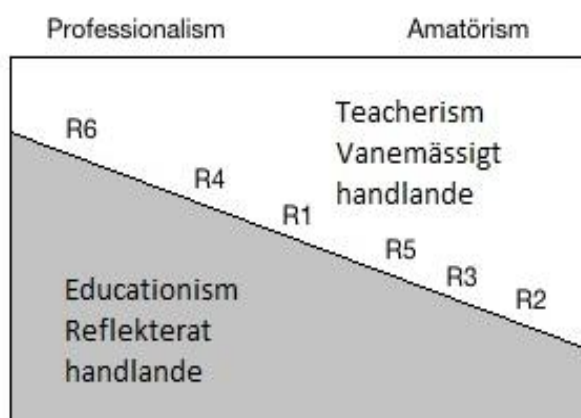 Professionalism Amatörism
Teacherism
Vanemässigt
handlande
R6
R4
R1
R5
R3
R2
Educationism
Reflekterat
handlande